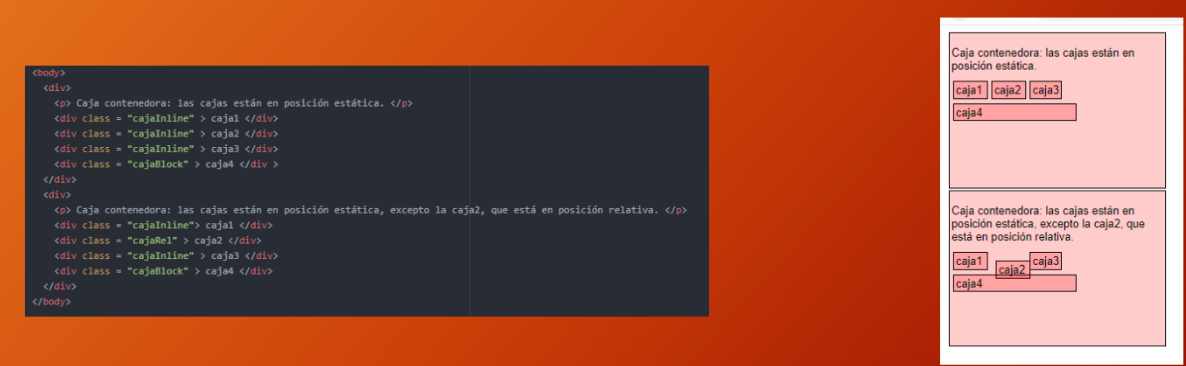 <body>
<div>
<p> Caja contenedora: las cajas están en posición estática. </p>
<div class = "cajaInline" > caja1 </div>
<div class = "cajaInline" > caja2 </div>
<div class = "cajaInline" > caja3 </div>
<div class = "cajaBlock" > caja4 </div >
</div>
<div>
<p> Caja contenedora: las cajas están en posición estática, excepto la caja2, que está en posición relativa. </p>
<div class = "cajaInline"> caja1 </div>
<div class = "cajaRel" > caja2 </div>
<div class = "cajaInline" > caja3 </div>
<div class = "cajaBlock" > caja4 </div>
</div>
</body>
Caja contenedora: las cajas están en
posición estática.
caja1 caja2 caja3
caja4
Caja contenedora: las cajas están en
posición estática, excepto la caja2, que
está en posición relativa.
caja1 caja2 caja3
caja4